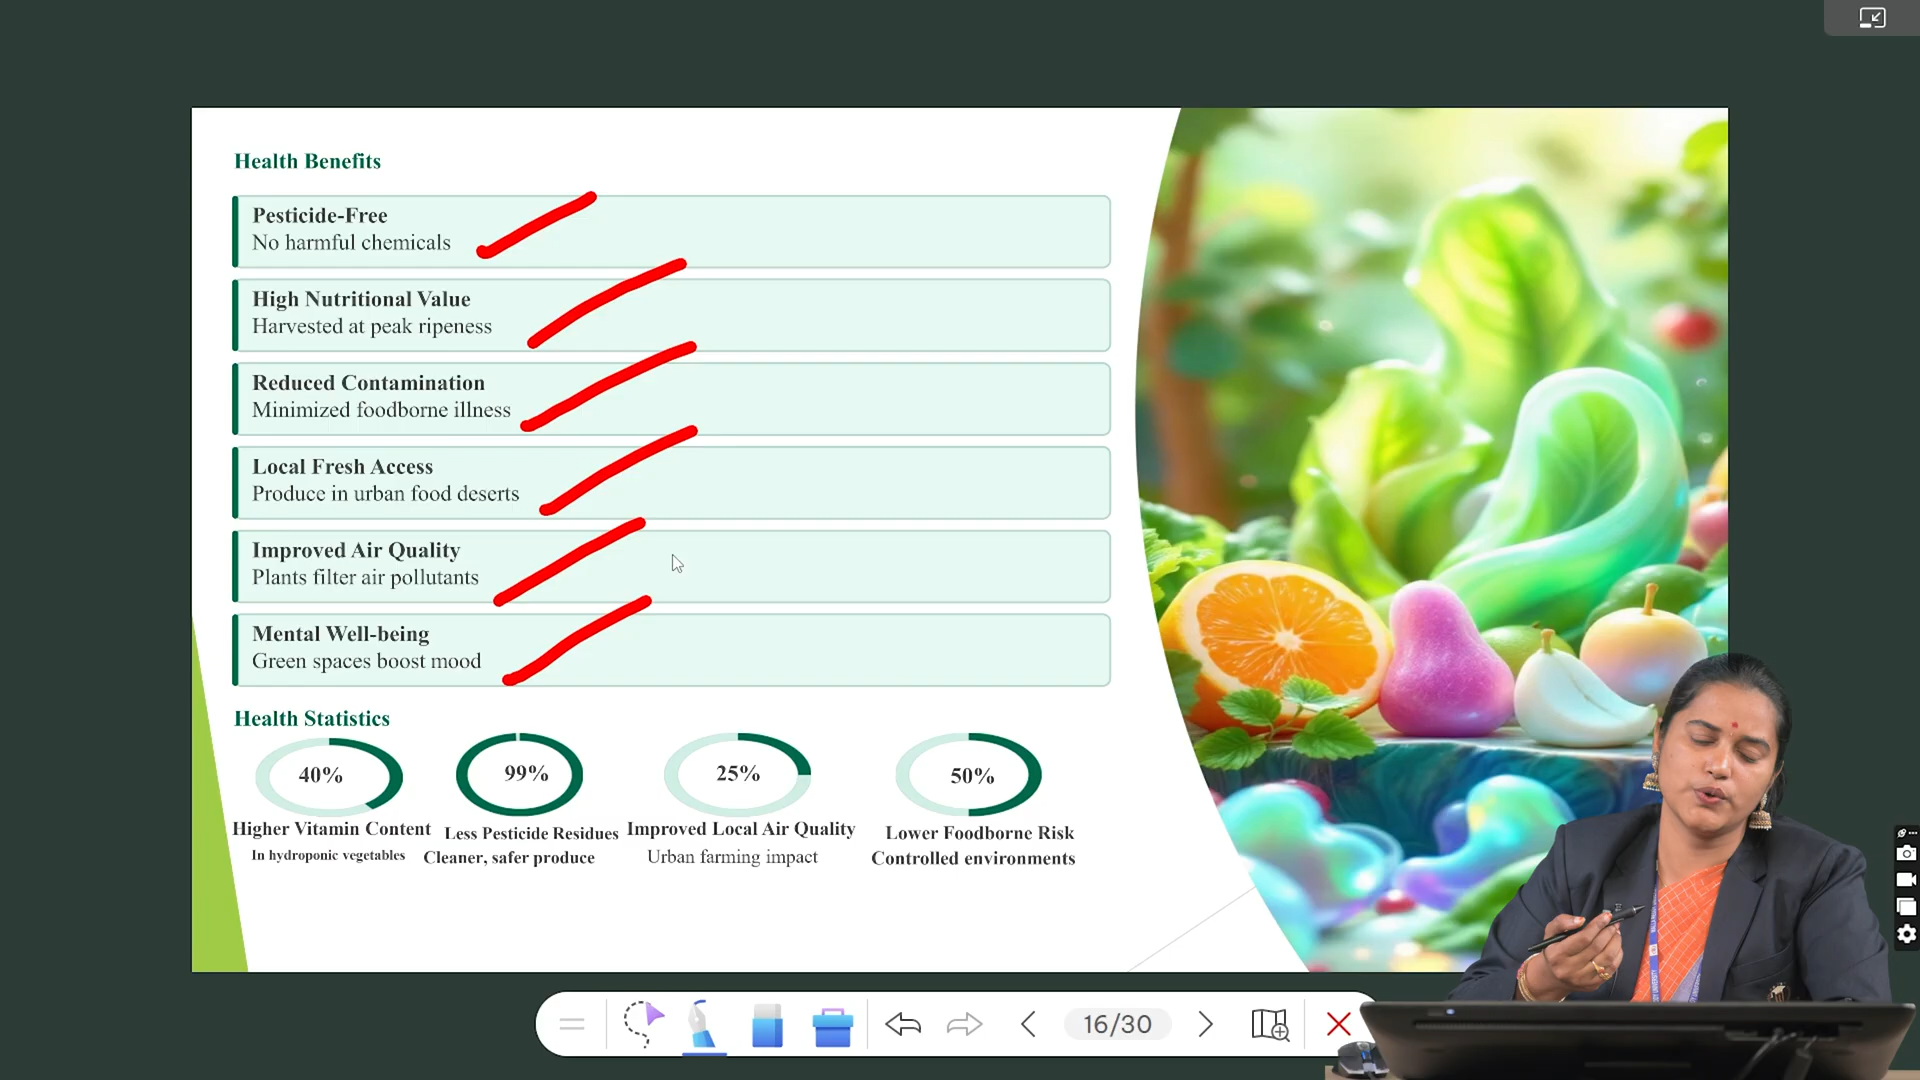 Health Benefits
Pesticide-Free
No harmful chemicals
High Nutritional Value
Harvested at peak ripeness
Reduced Contamination
Minimized foodborne illness
Local Fresh Access
Produce in urban food deserts
Improved Air Quality
Plants filter air pollutants
Mental Well-being
Green spaces boost mood
Health Statistics
40%
Higher Vitamin Content
In hydroponic vegetables
99%
Less Pesticide Residues
Cleaner, safer produce
25%
Improved Local Air Quality
Urban farming impact
50%
Lower Foodborne Risk
Controlled environments
16/30